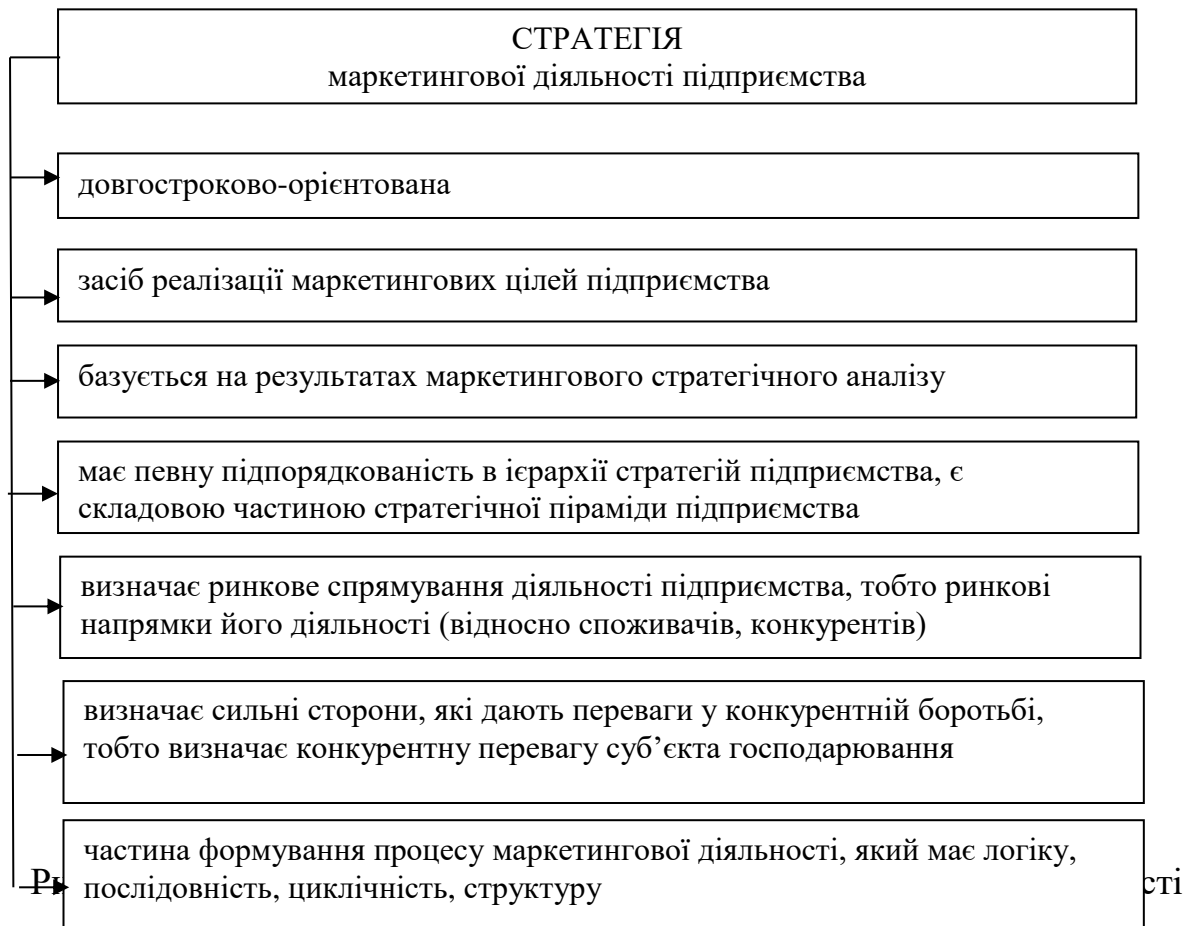 СТРАТЕГІЯ
маркетингової діяльності підприємства
довгостроково-орієнтована
засіб реалізації маркетингових цілей підприємства
базується на результатах маркетингового стратегічного аналізу
має певну підпорядкованість в ієрархії стратегій підприємства, є
складовою частиною стратегічної піраміди підприємства
визначає ринкове спрямування діяльності підприємства, тобто ринкові
напрямки його діяльності (відносно споживачів, конкурентів)
визначає сильні сторони, які дають переваги у конкурентній боротьбі,
тобто визначає конкурентну перевагу суб’єкта господарювання
частина формування процесу маркетингової діяльності, який має логіку,
послідовність, циклічність, структуру